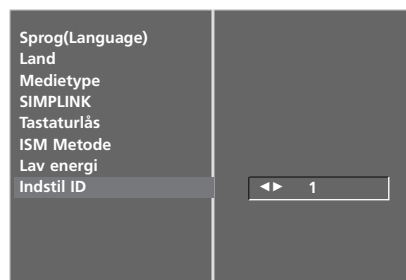 Sprog(Language)
Land
Medietype
SIMPLINK
Tastaturlås
ISM Metode
Lav energi
Indstil ID ◄► 1